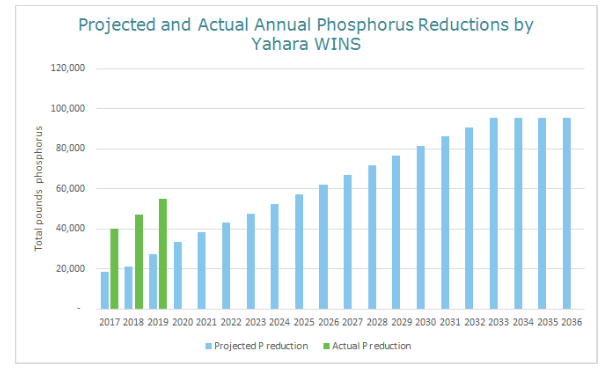 Projected and Actual Annual Phosphorus Reductions by
Yahara WINS
120,000
100,000
80,000
60,000
40,000
20,000
-
Total pounds phosphorus
2017 2018 2019 2020 2021 2022 2023 2024 2025 2026 2027 2028 2029 2030 2031 2032 2033 2034 2035 2036
Projected P reduction Actual P reduction